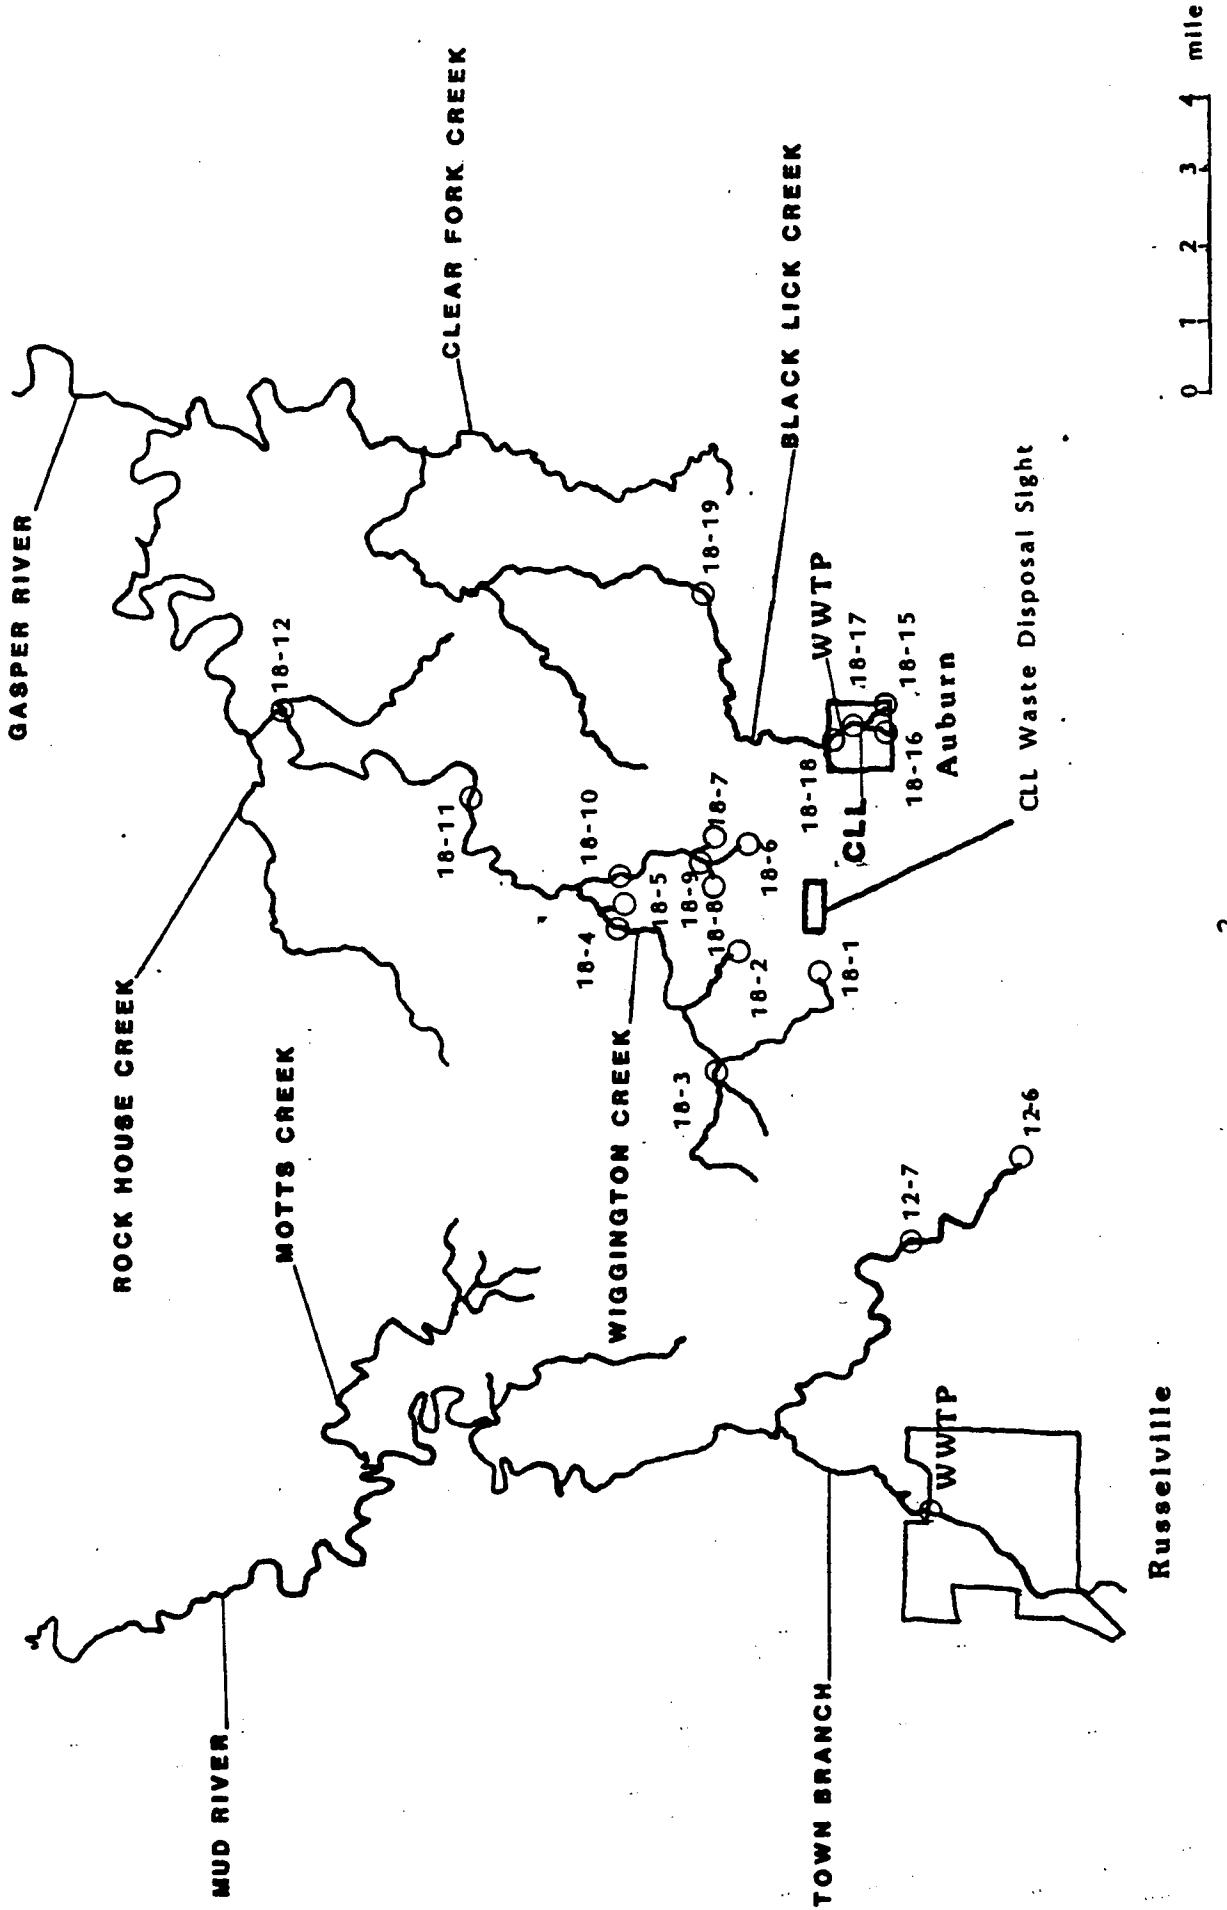 GASPER RIVER
CLEAR FORK CREEK
ROCK HOUSE CREEK
MOTTS CREEK
MUD RIVER
BLACK LICK CREEK
WIGGINGTON CREEK
TOWN BRANCH
18-12
18-11
18-10
18-19
18-4
18-5
18-9
18-7
18-8
18-6
18-2
18-3
18-1
WWTP
18-17
18-15
18-18
18-16
CLL
Auburn
CLL Waste Disposal Sight
12-7
12-6
WWTP
Russelville
0 1 2 3 4 mile
2